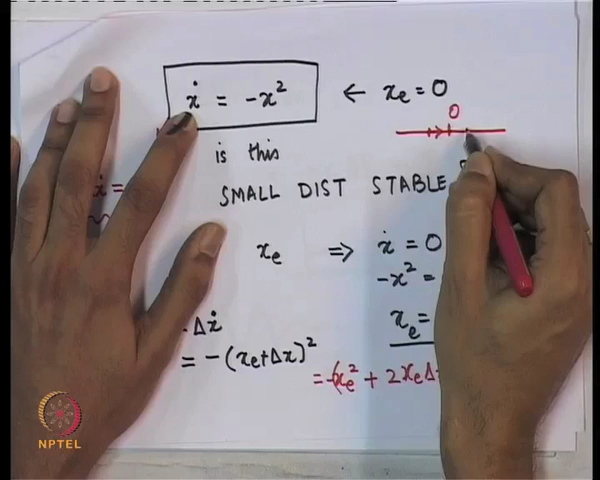 ẋ = -x² ← xₑ = 0
0
is this
SMALL DIST STABLE
ẋ =
xₑ ⇒ ẋ = 0
-x² =
xₑ =
Δẋ
= -(xₑ+Δx)²
= -(xₑ² + 2xₑΔ
NPTEL